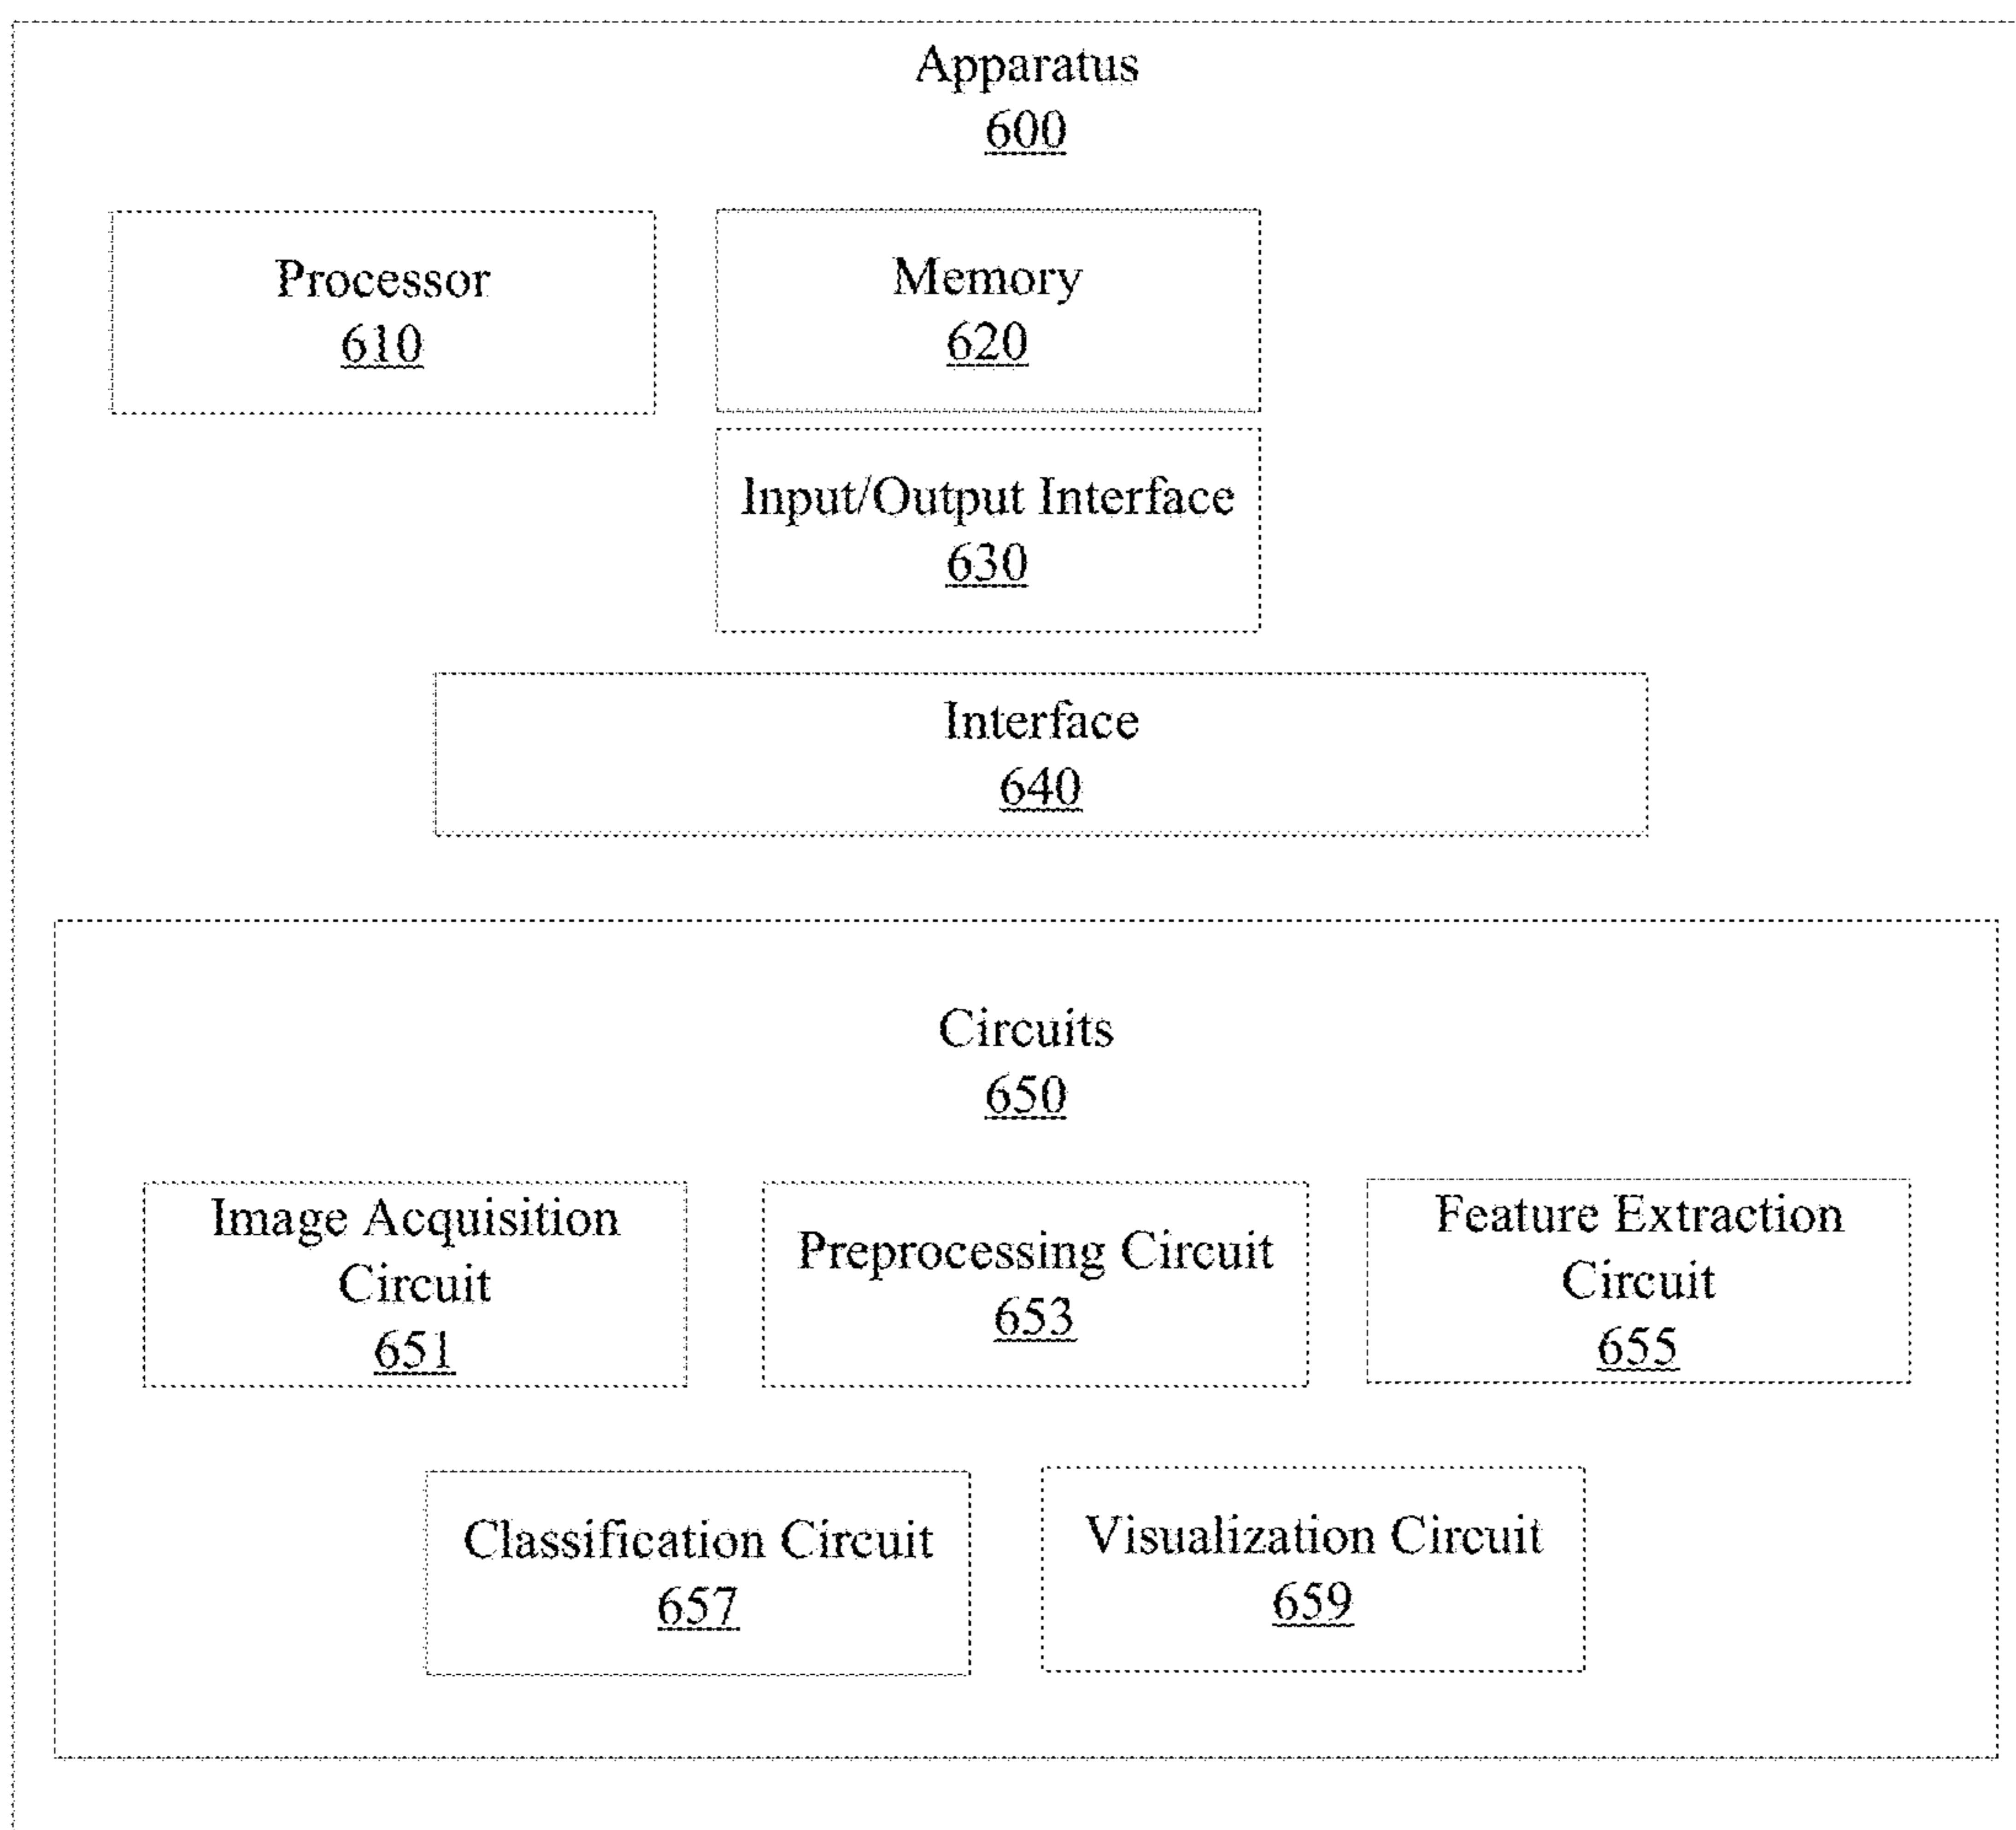 Apparatus
600
Processor
610
Memory
620
Input/Output Interface
630
Interface
640
Circuits
650
Image Acquisition
Circuit
651
Preprocessing Circuit
653
Feature Extraction
Circuit
655
Classification Circuit
657
Visualization Circuit
659